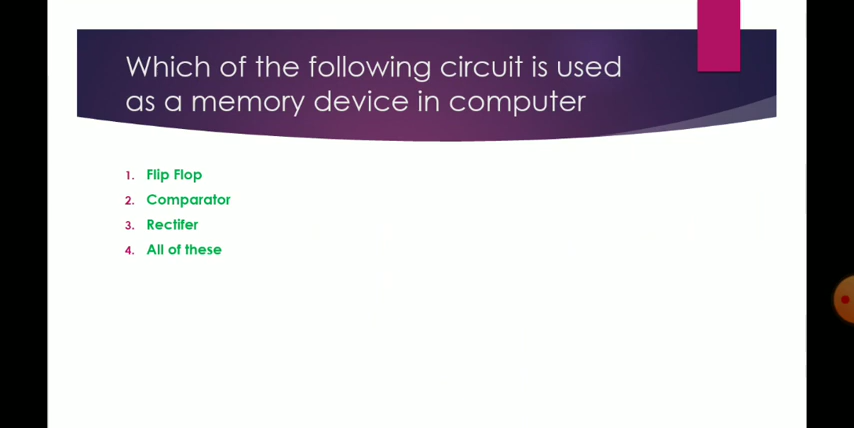 Which of the following circuit is used
as a memory device in computer
1. Flip Flop
2. Comparator
3. Rectifer
4. All of these